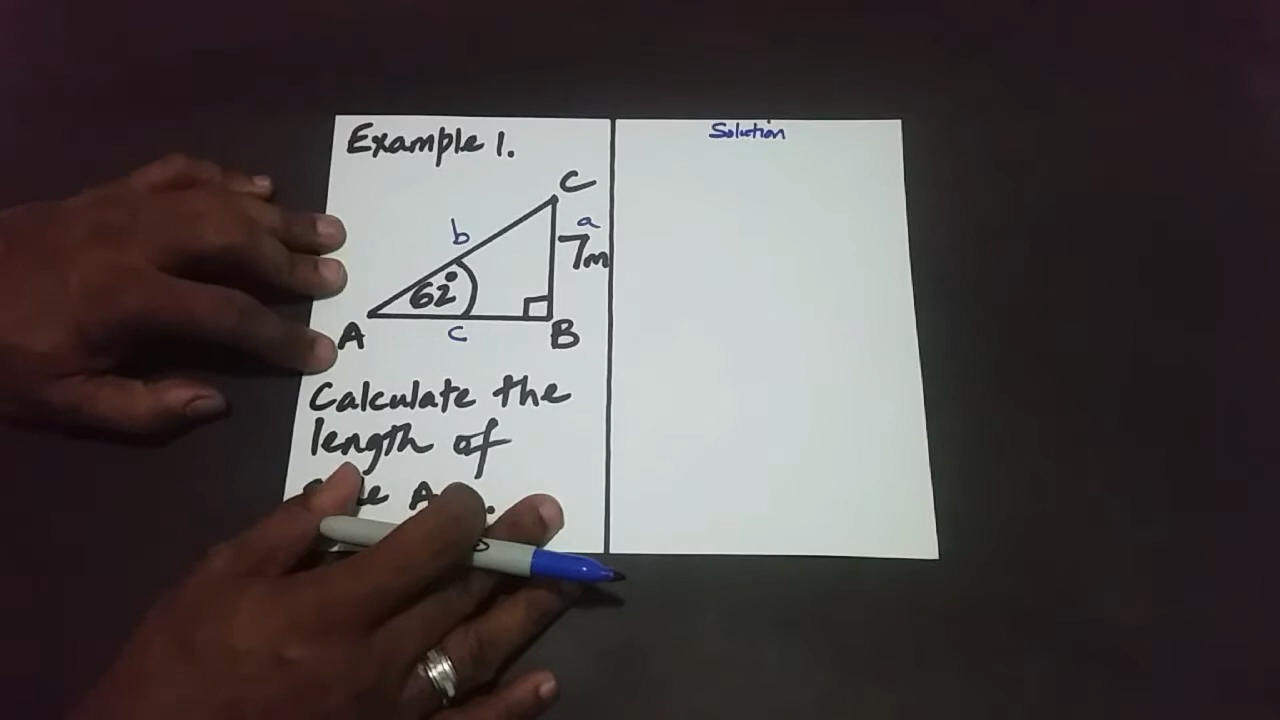 Example 1.
C
b
a
7m
62°
A
c
B
Calculate the
length of
Solution